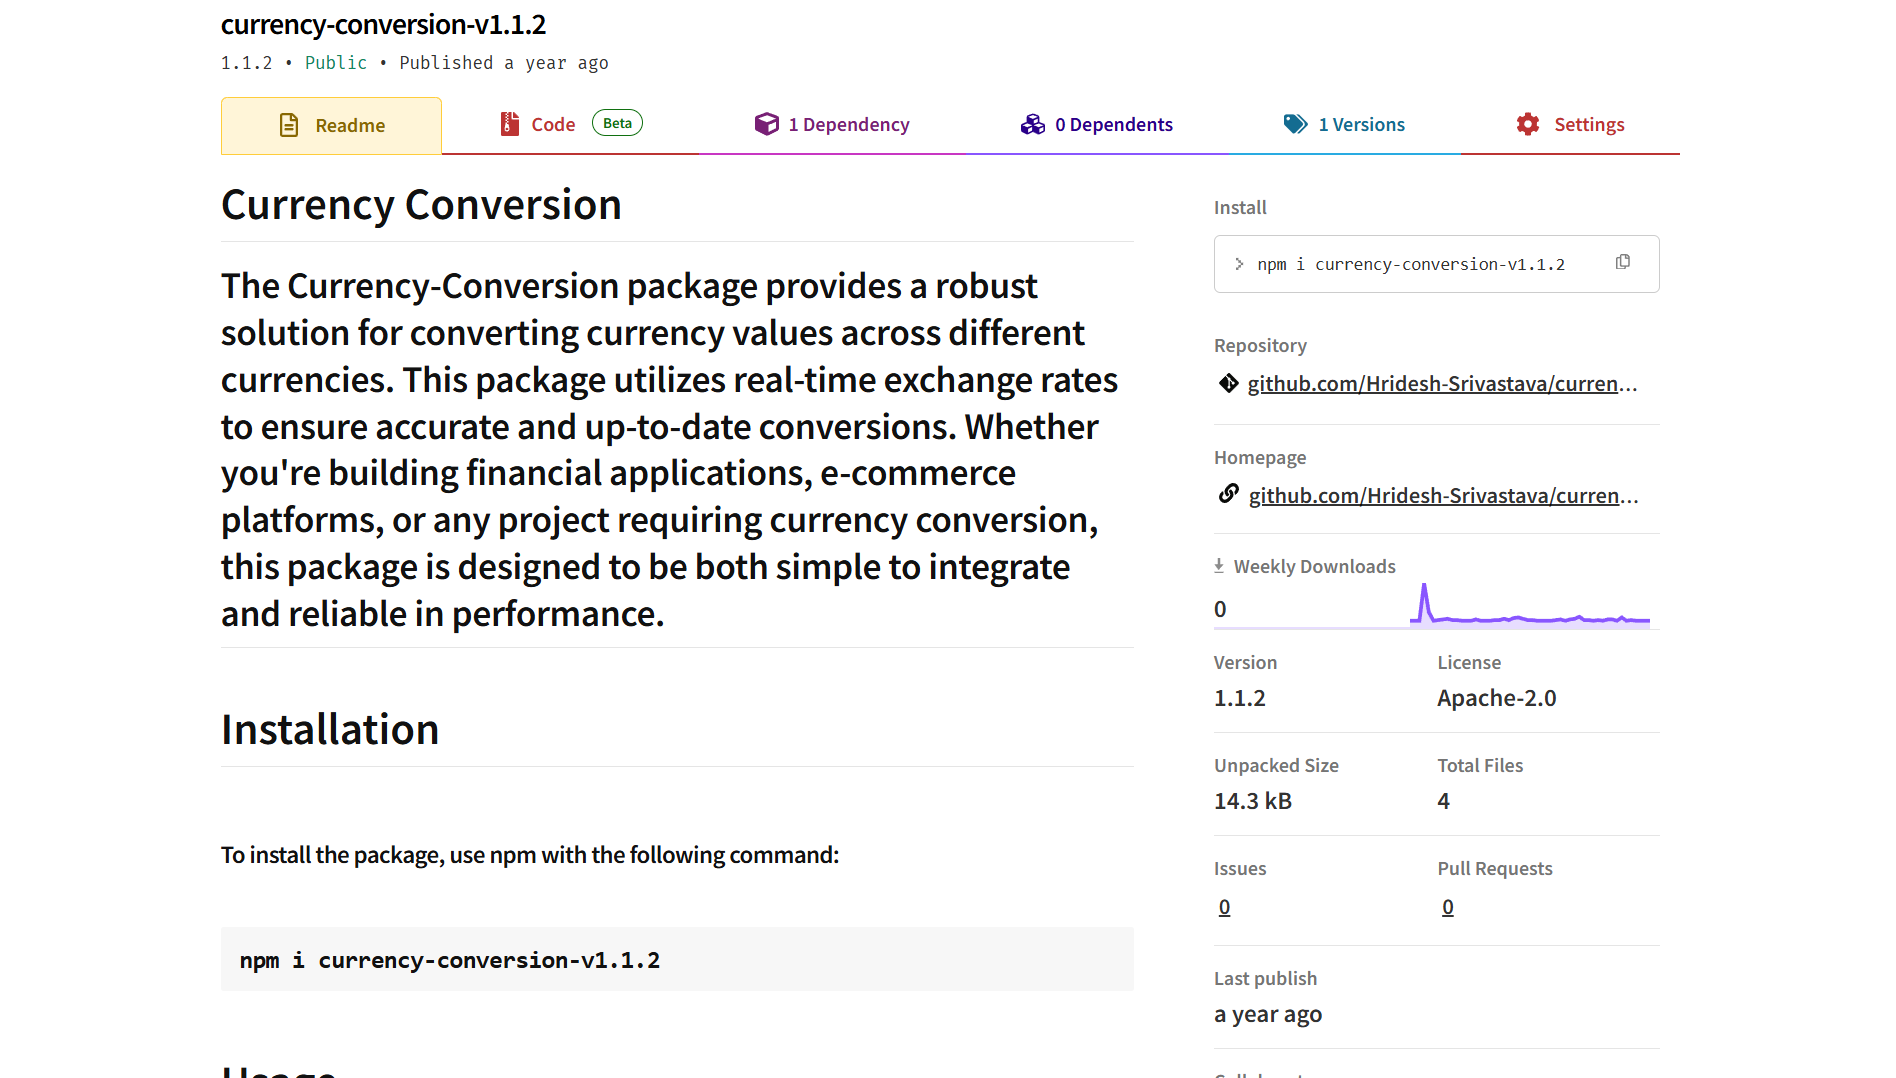 currency-conversion-v1.1.2
1.1.2 • Public • Published a year ago
Readme
Code Beta
1 Dependency
0 Dependents
1 Versions
Settings
Currency Conversion
The Currency-Conversion package provides a robust
solution for converting currency values across different
currencies. This package utilizes real-time exchange rates
to ensure accurate and up-to-date conversions. Whether
you're building financial applications, e-commerce
platforms, or any project requiring currency conversion,
this package is designed to be both simple to integrate
and reliable in performance.
Installation
To install the package, use npm with the following command:
npm i currency-conversion-v1.1.2
Usage
Install
> npm i currency-conversion-v1.1.2
Repository
github.com/Hridesh-Srivastava/curren...
Homepage
github.com/Hridesh-Srivastava/curren...
Weekly Downloads
0
Version
1.1.2
License
Apache-2.0
Unpacked Size
14.3 kB
Total Files
4
Issues
0
Pull Requests
0
Last publish
a year ago